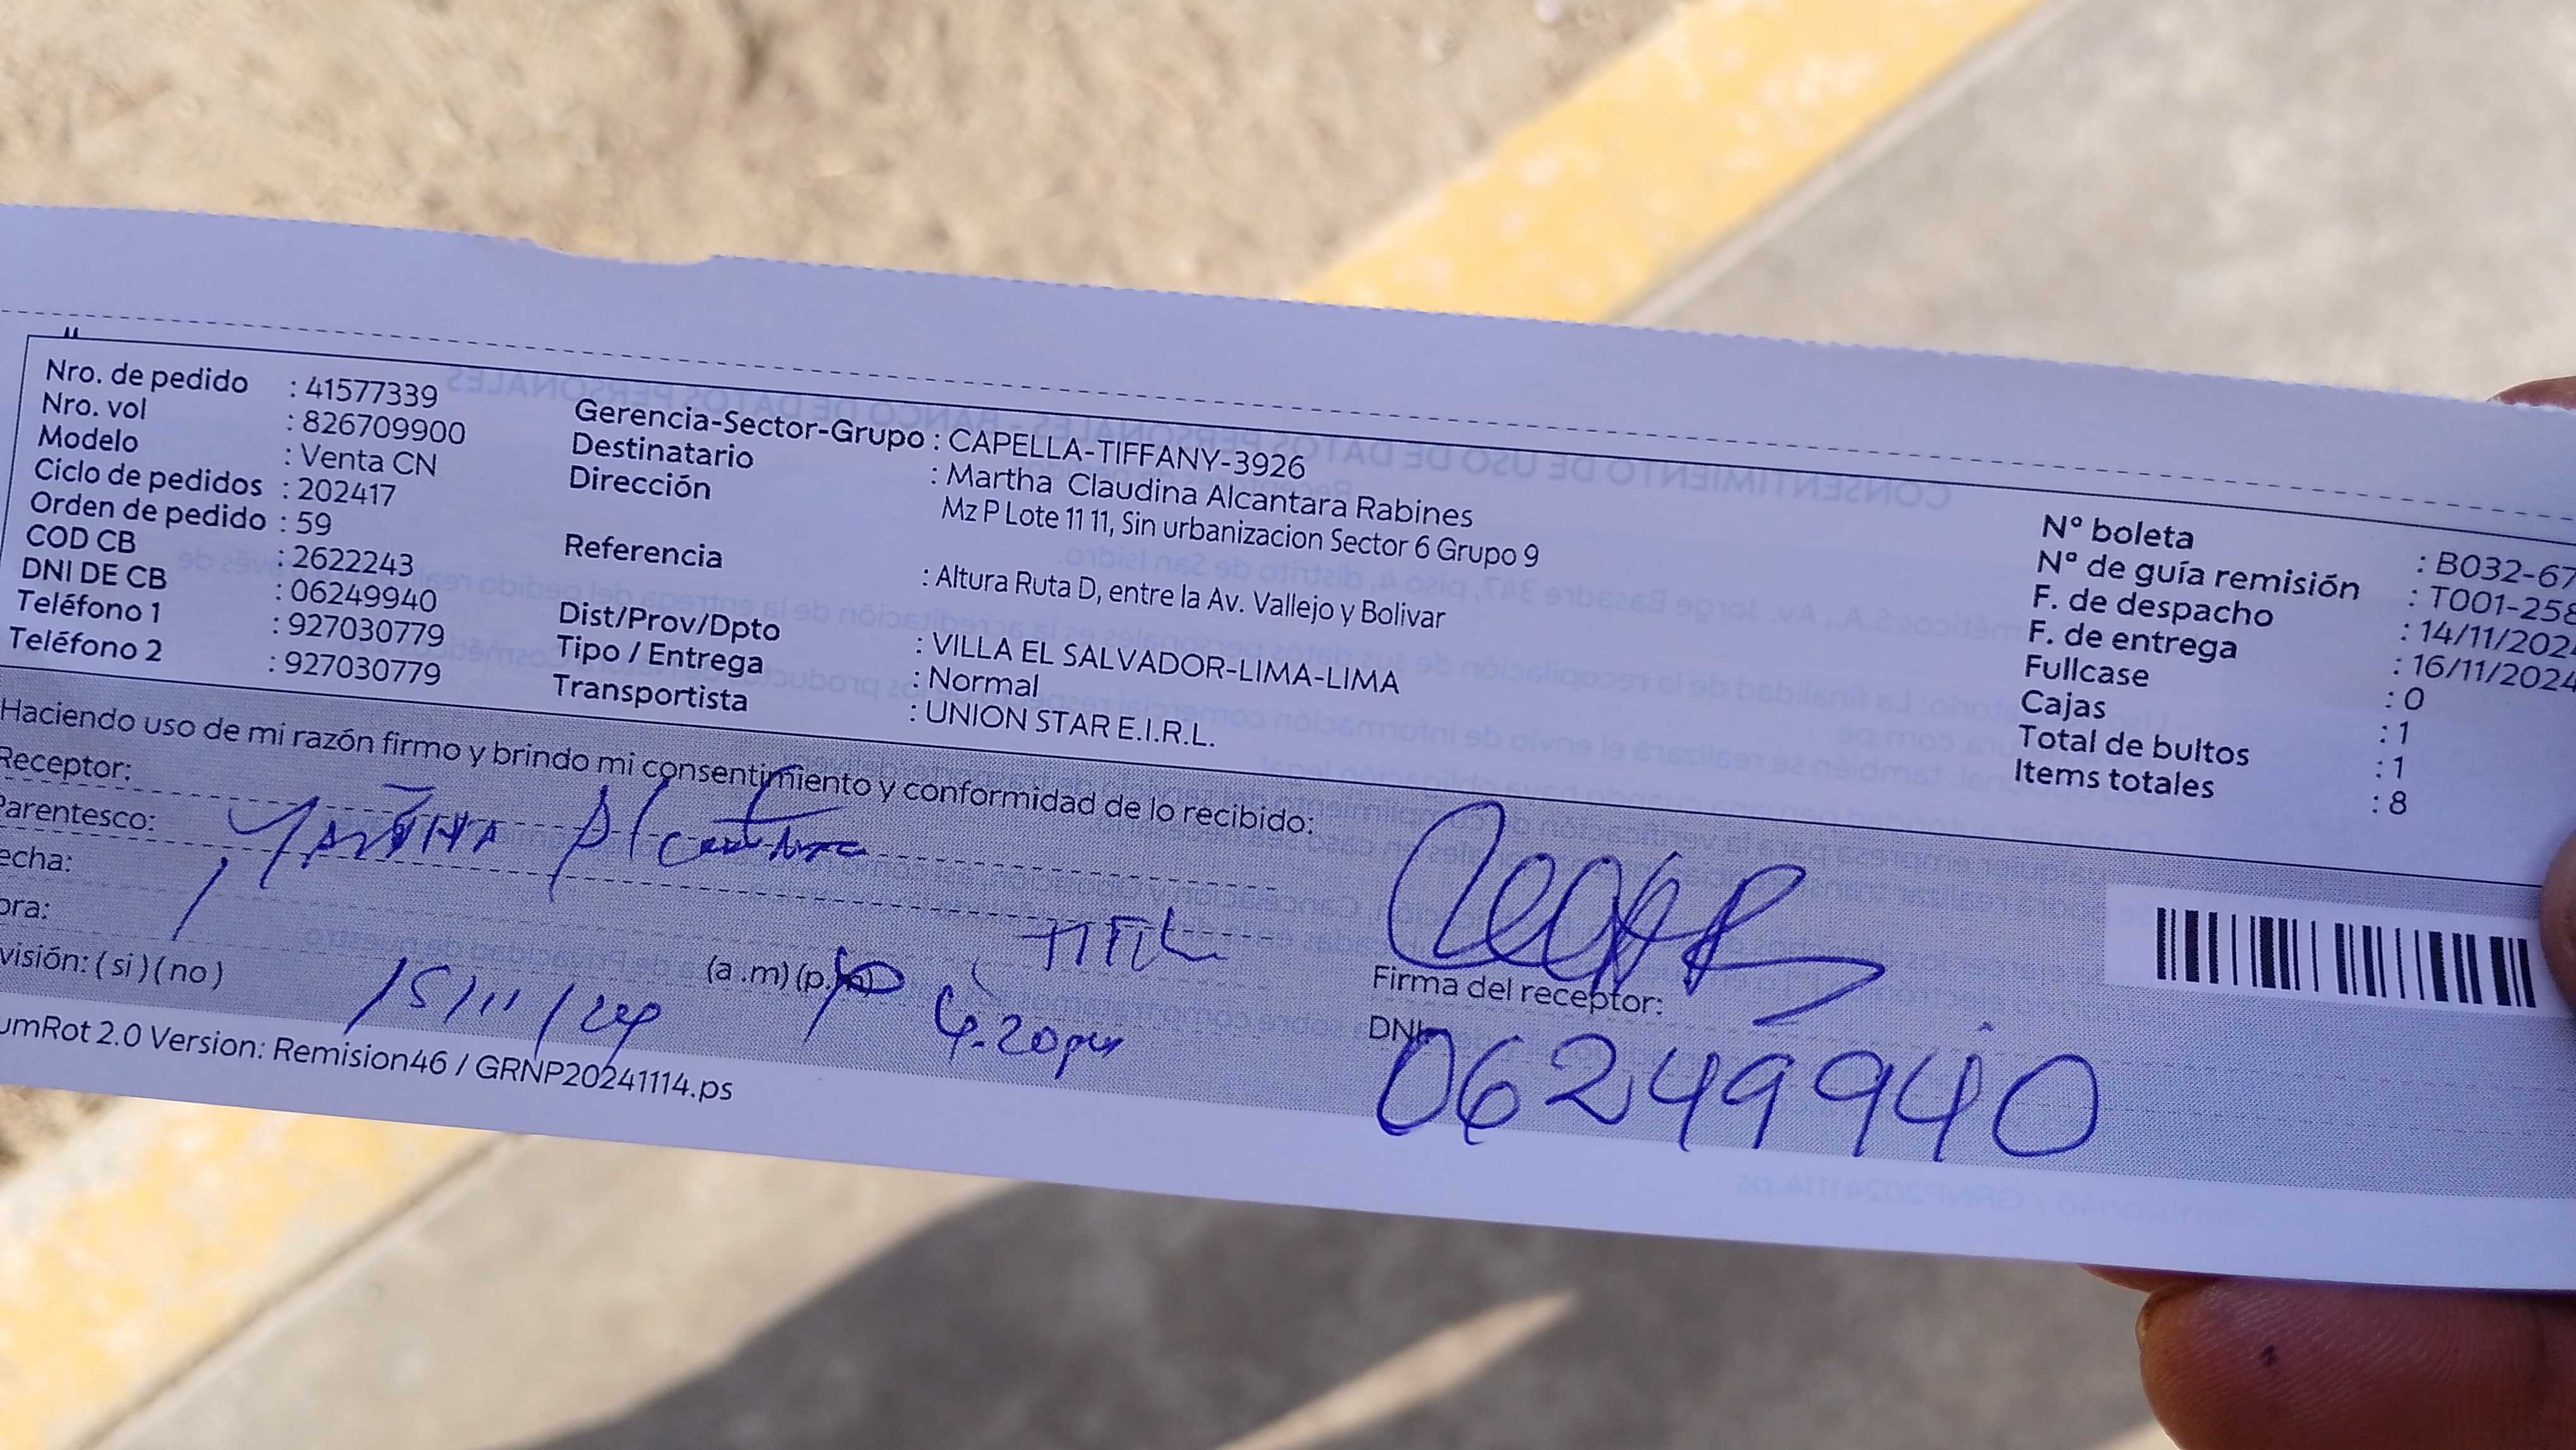 Nro. de pedido : 41577339
Nro. vol : 826709900
Modelo : Venta CN
Ciclo de pedidos : 202417
Orden de pedido : 59
COD CB : 2622243
DNI DE CB : 06249940
Teléfono 1 : 927030779
Teléfono 2 : 927030779
Gerencia-Sector-Grupo : CAPELLA-TIFFANY-3926
Destinatario : Martha Claudina Alcantara Rabines
Dirección Mz P Lote 11 11, Sin urbanizacion Sector 6 Grupo 9
Referencia : Altura Ruta D, entre la Av. Vallejo y Bolivar
Dist/Prov/Dpto : VILLA EL SALVADOR-LIMA-LIMA
Tipo / Entrega : Normal
Transportista : UNION STAR E.I.R.L.
N° boleta : B032-67
N° de guía remisión : T001-258
F. de despacho : 14/11/202
F. de entrega : 16/11/2024
Fullcase : 0
Cajas : 1
Total de bultos : 1
Items totales : 8
Haciendo uso de mi razón firmo y brindo mi consentimiento y conformidad de lo recibido:
Receptor:
Parentesco: Alcantara
echa:
ora: TITIL
visión: ( si ) ( no ) 15/11/24 (a .m) (p. 4:20pm
Firma del receptor:
DNI: 06249940
umRot 2.0 Version: Remision46 / GRNP20241114.ps